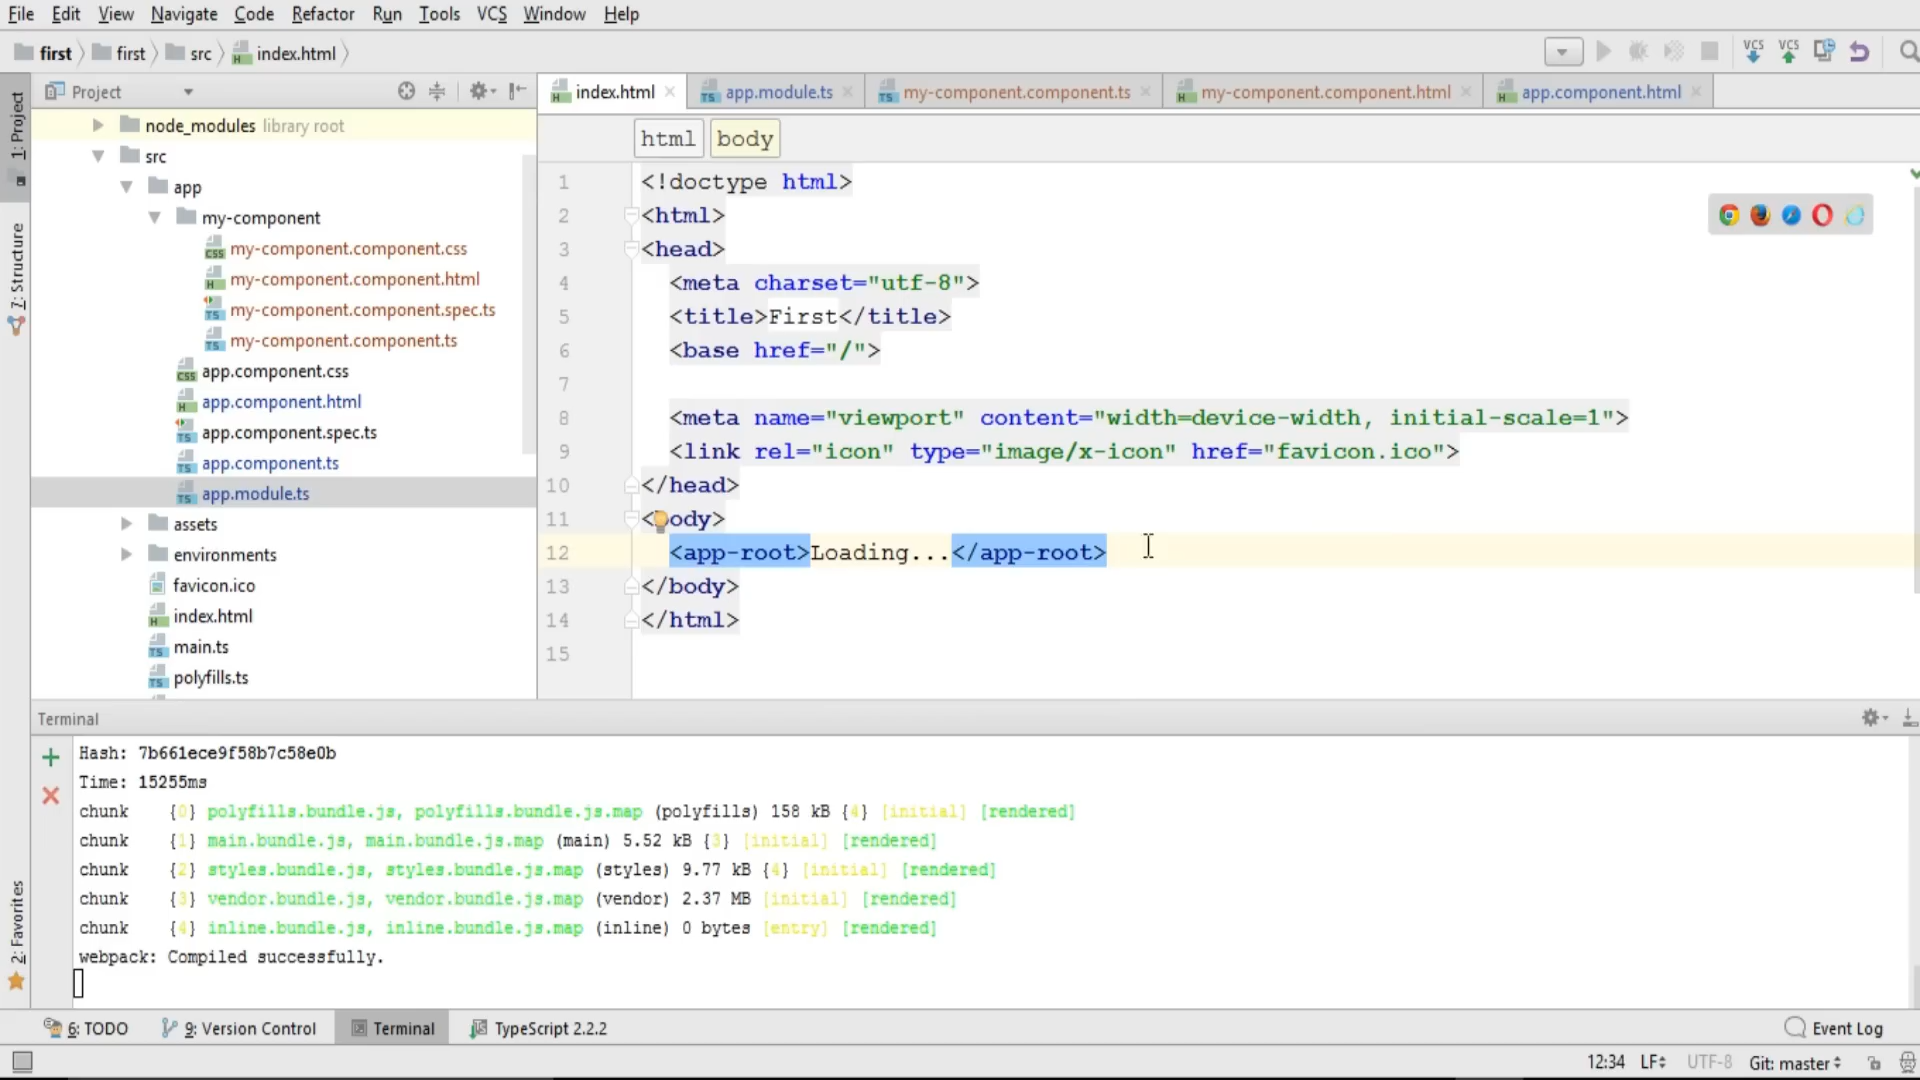 File Edit View Navigate Code Refactor Run Tools VCS Window Help
first first src index.html
VCS VCS
1: Project
7: Structure
2: Favorites
Project
node_modules library root
src
app
my-component
my-component.component.css
my-component.component.html
my-component.component.spec.ts
my-component.component.ts
app.component.css
app.component.html
app.component.spec.ts
app.component.ts
app.module.ts
assets
environments
favicon.ico
index.html
main.ts
polyfills.ts
index.html app.module.ts my-component.component.ts my-component.component.html app.component.html
html body
1 <!doctype html>
2 <html>
3 <head>
4 <meta charset="utf-8">
5 <title>First</title>
6 <base href="/">
7
8 <meta name="viewport" content="width=device-width, initial-scale=1">
9 <link rel="icon" type="image/x-icon" href="favicon.ico">
10 </head>
11 <body>
12 <app-root>Loading...</app-root>
13 </body>
14 </html>
15
Terminal
Hash: 7b661ece9f58b7c58e0b
Time: 15255ms
chunk {0} polyfills.bundle.js, polyfills.bundle.js.map (polyfills) 158 kB {4} [initial] [rendered]
chunk {1} main.bundle.js, main.bundle.js.map (main) 5.52 kB {3} [initial] [rendered]
chunk {2} styles.bundle.js, styles.bundle.js.map (styles) 9.77 kB {4} [initial] [rendered]
chunk {3} vendor.bundle.js, vendor.bundle.js.map (vendor) 2.37 MB [initial] [rendered]
chunk {4} inline.bundle.js, inline.bundle.js.map (inline) 0 bytes [entry] [rendered]
webpack: Compiled successfully.
6: TODO 9: Version Control Terminal TypeScript 2.2.2 Event Log
12:34 LF UTF-8 Git: master